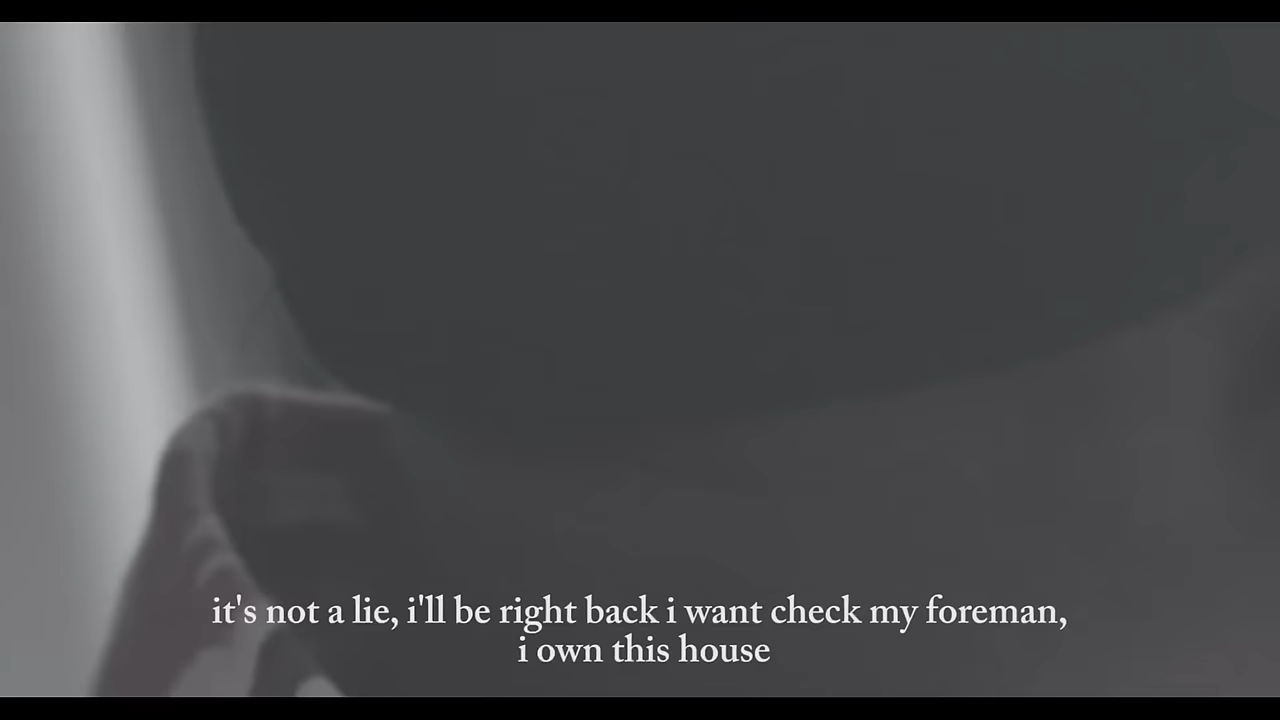 it's not a lie, i'll be right back i want check my foreman,
i own this house